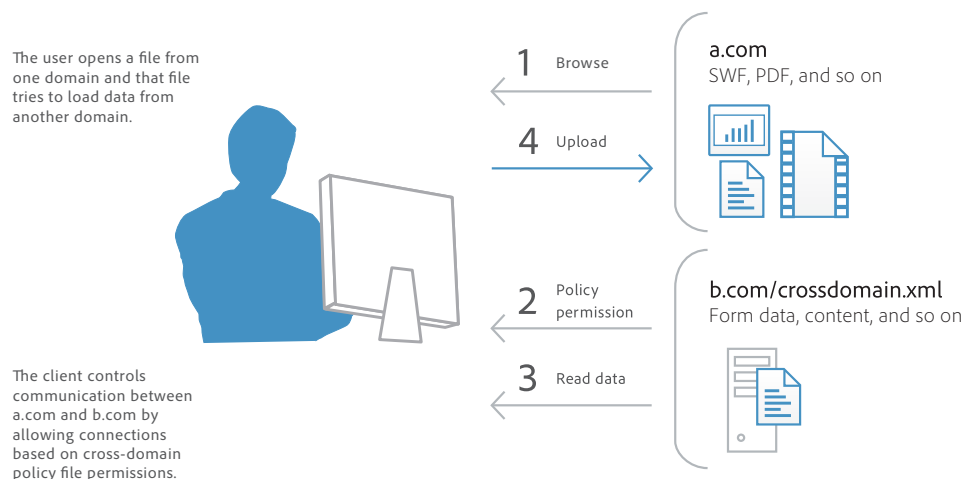 The user opens a file from
one domain and that file
tries to load data from
another domain.
1 Browse
4 Upload
a.com
SWF, PDF, and so on
2 Policy
permission
3 Read data
b.com/crossdomain.xml
Form data, content, and so on
The client controls
communication between
a.com and b.com by
allowing connections
based on cross-domain
policy file permissions.